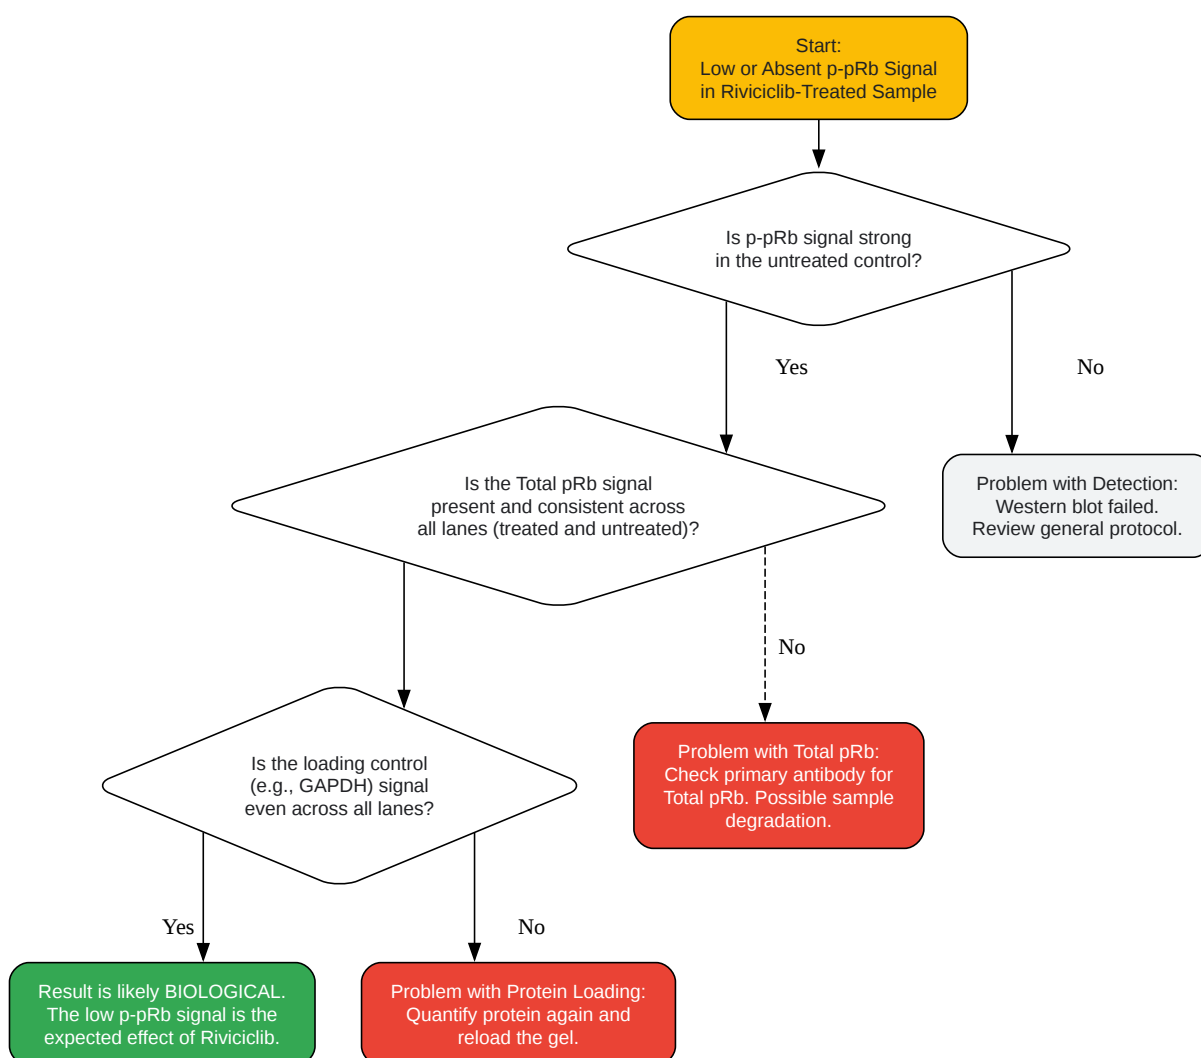 Start:
Low or Absent p-pRb Signal
in Riviciclib-Treated Sample
Is p-pRb signal strong
in the untreated control?
Yes
No
Is the Total pRb signal
present and consistent across
all lanes (treated and untreated)?
Problem with Detection:
Western blot failed.
Review general protocol.
No
Is the loading control
(e.g., GAPDH) signal
even across all lanes?
Problem with Total pRb:
Check primary antibody for
Total pRb. Possible sample
degradation.
Yes
No
Result is likely BIOLOGICAL.
The low p-pRb signal is the
expected effect of Riviciclib.
Problem with Protein Loading:
Quantify protein again and
reload the gel.